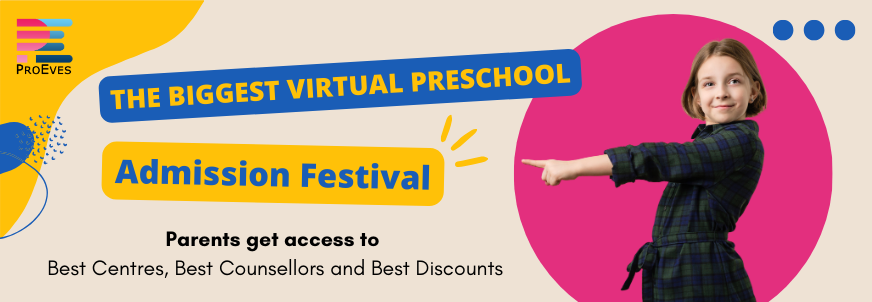 PROEVES
THE BIGGEST VIRTUAL PRESCHOOL
Admission Festival
Parents get access to
Best Centres, Best Counsellors and Best Discounts